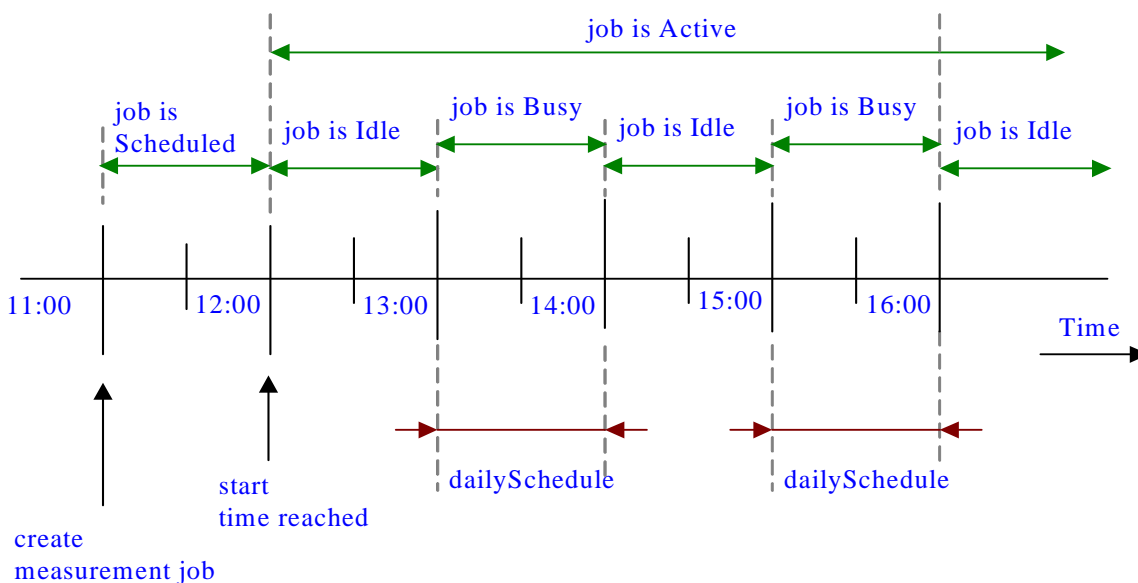 job is Active
job is
Scheduled
job is Idle
job is Busy
job is Idle
job is Busy
job is Idle
11:00
12:00
13:00
14:00
15:00
16:00
Time
dailySchedule
dailySchedule
start
time reached
create
measurement job